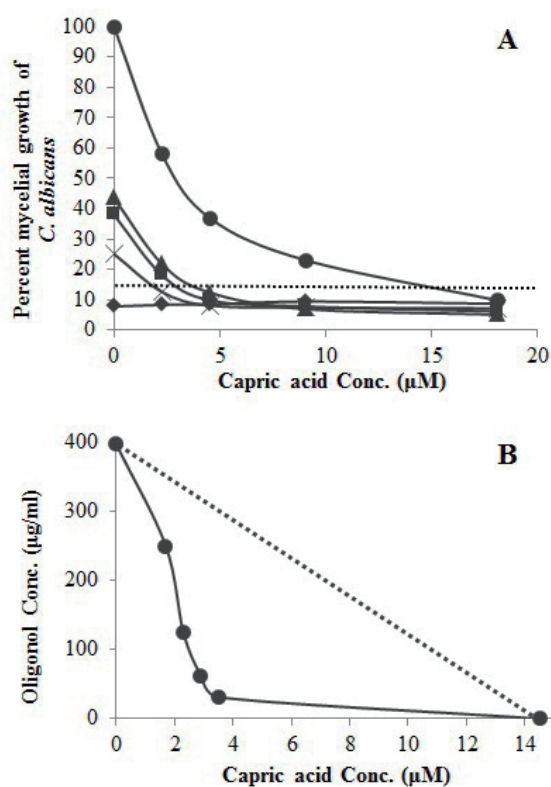 A
Percent mycelial growth of
C. albicans
100
90
80
70
60
50
40
30
20
10
0
0 5 10 15 20
Capric acid Conc. (µM)
B
Oligonol Conc. (µg/ml)
400
300
200
100
0
0 2 4 6 8 10 12 14
Capric acid Conc. (µM)